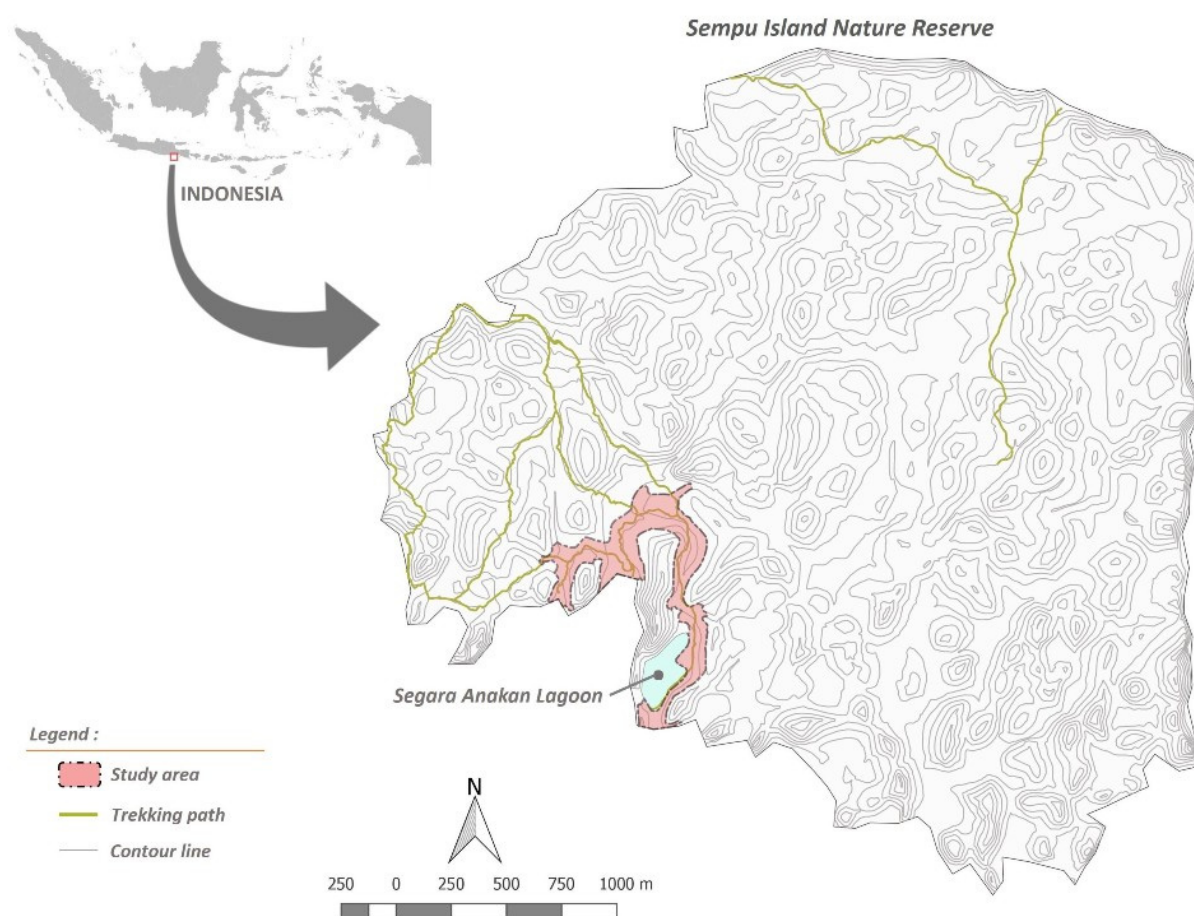 Sempu Island Nature Reserve
INDONESIA
Segara Anakan Lagoon
Legend :
Study area
Trekking path
Contour line
N
250 0 250 500 750 1000 m